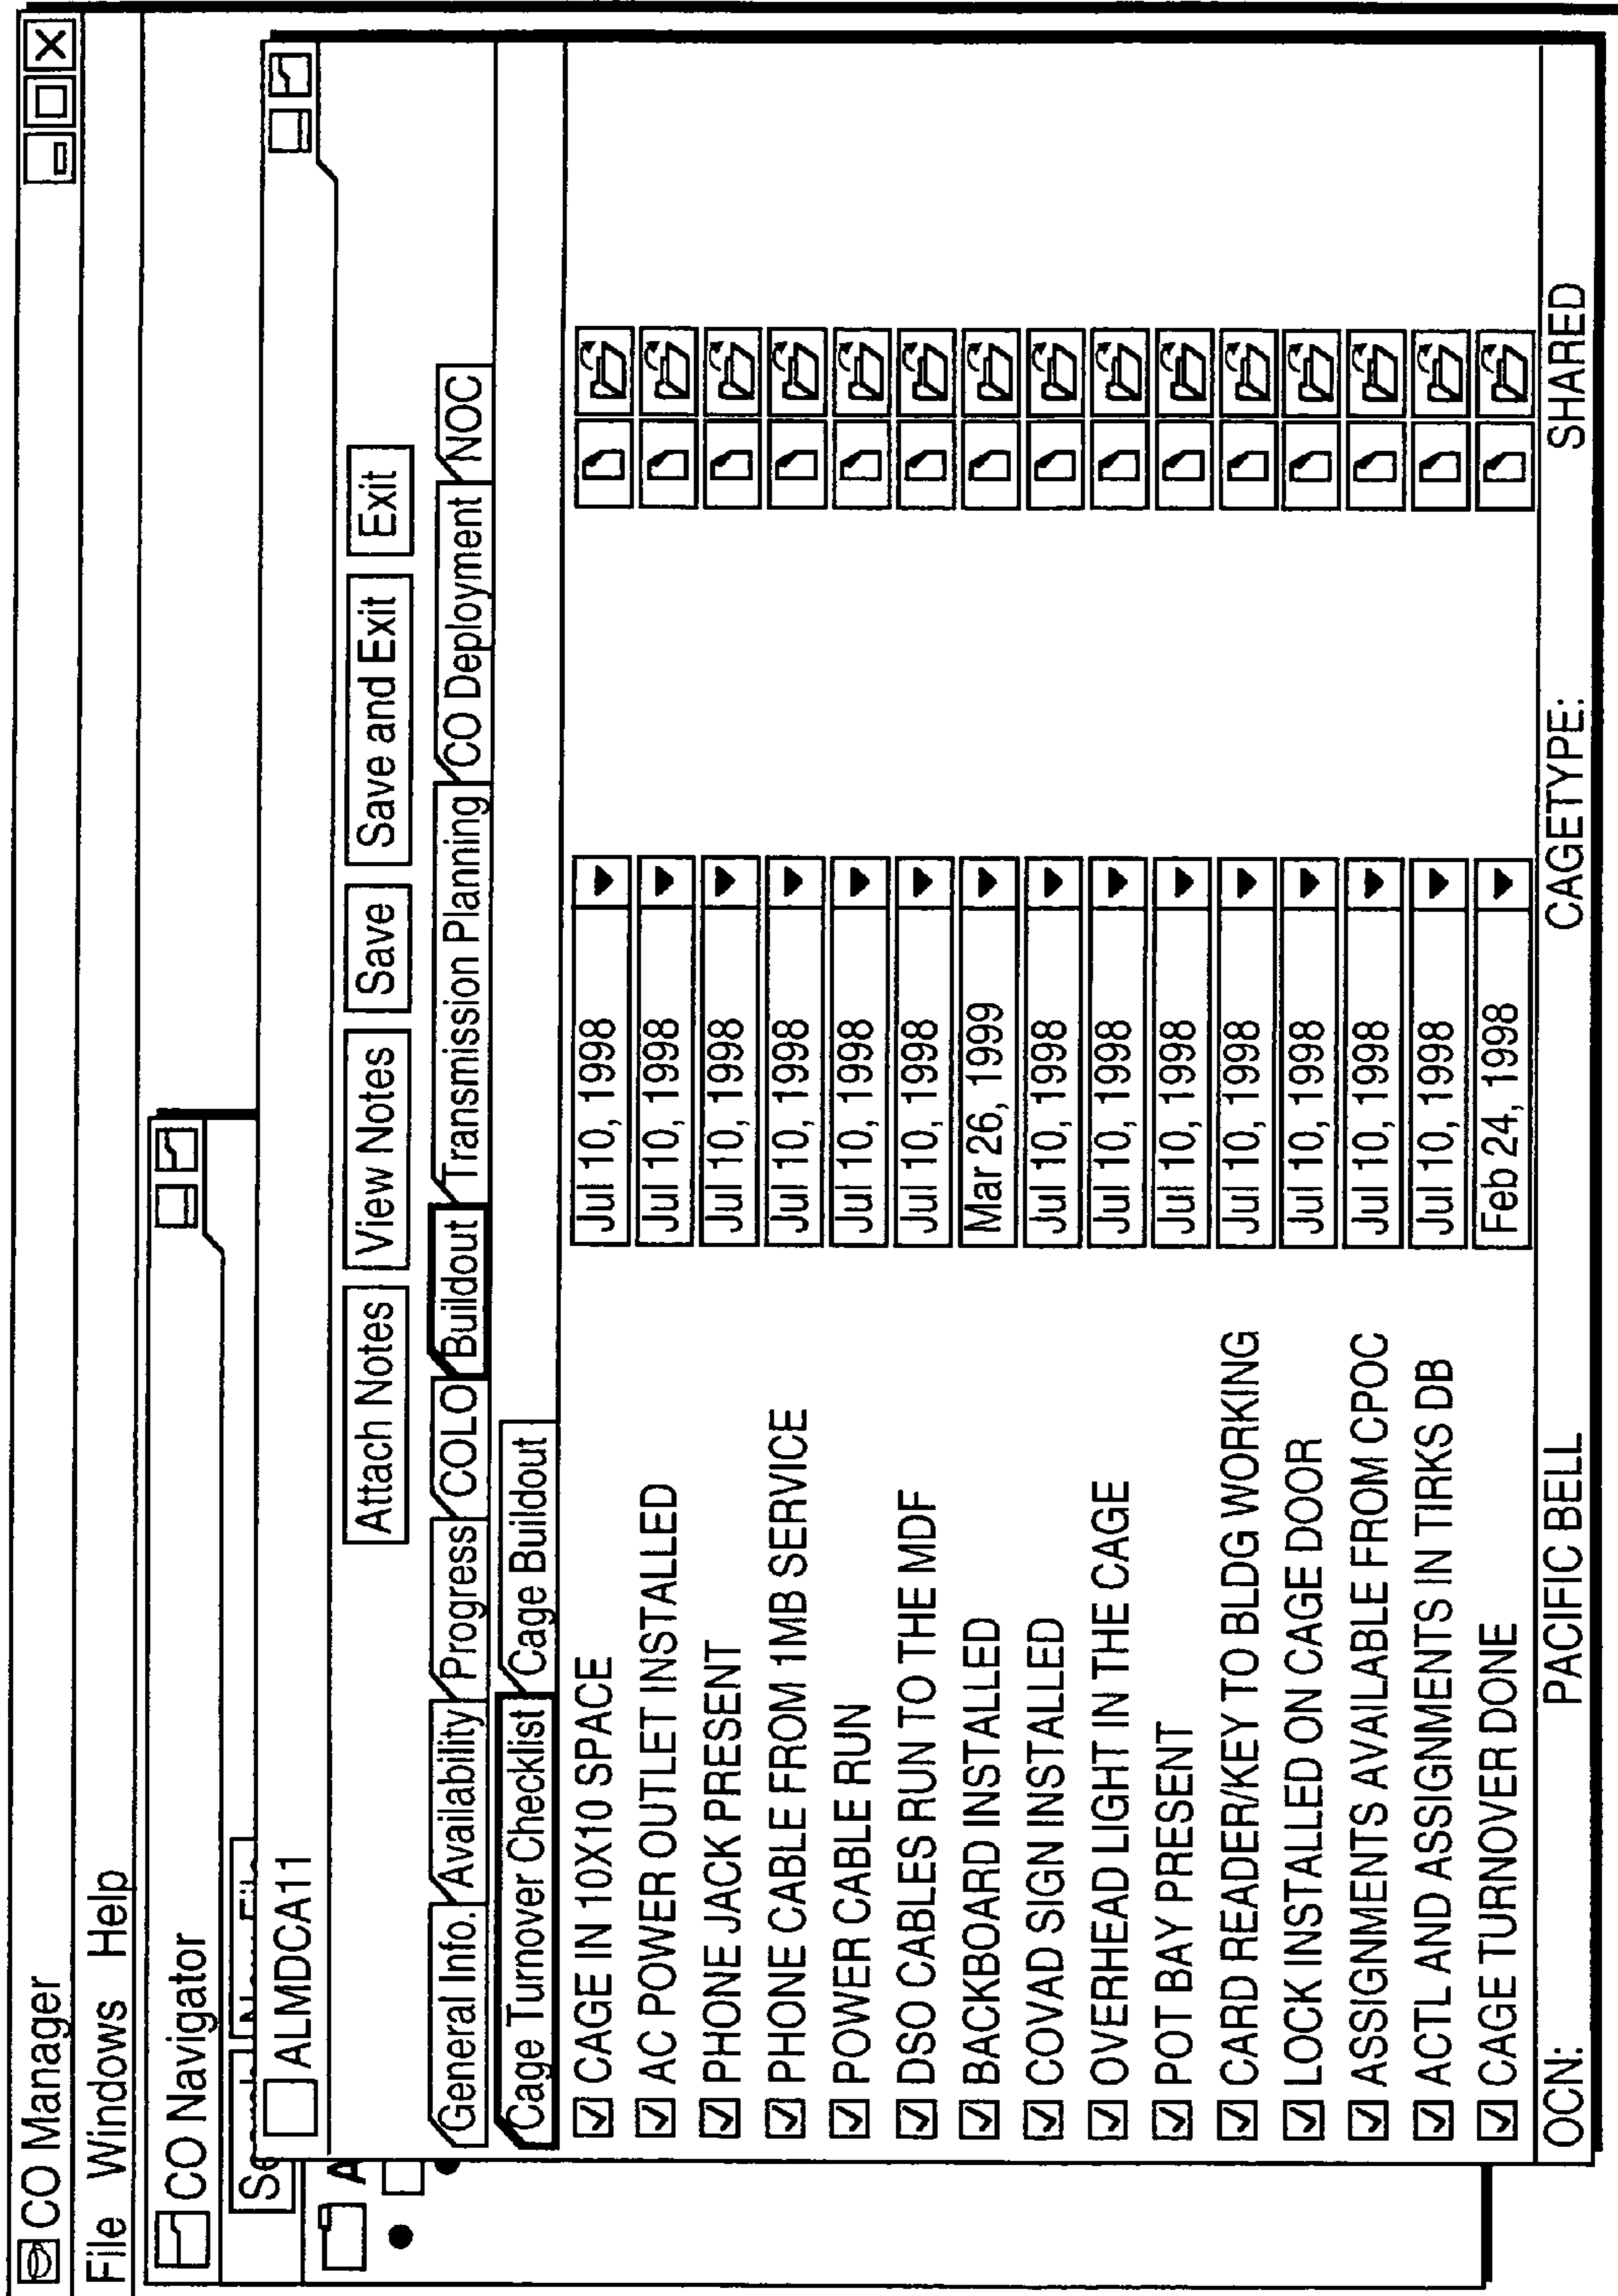 CO Manager
File Windows Help
CO Navigator
ALMDCA11
Attach Notes View Notes Save Save and Exit Exit
General Info. Availability Progress COLO Buildout Transmission Planning CO Deployment NOC
Cage Turnover Checklist Cage Buildout
CAGE IN 10X10 SPACE Jul 10, 1998
AC POWER OUTLET INSTALLED Jul 10, 1998
PHONE JACK PRESENT Jul 10, 1998
PHONE CABLE FROM 1MB SERVICE Jul 10, 1998
POWER CABLE RUN Jul 10, 1998
DSO CABLES RUN TO THE MDF Jul 10, 1998
BACKBOARD INSTALLED Mar 26, 1999
COVAD SIGN INSTALLED Jul 10, 1998
OVERHEAD LIGHT IN THE CAGE Jul 10, 1998
POT BAY PRESENT Jul 10, 1998
CARD READER/KEY TO BLDG WORKING Jul 10, 1998
LOCK INSTALLED ON CAGE DOOR Jul 10, 1998
ASSIGNMENTS AVAILABLE FROM CPOC Jul 10, 1998
ACTL AND ASSIGNMENTS IN TIRKS DB Jul 10, 1998
CAGE TURNOVER DONE Feb 24, 1998
OCN: PACIFIC BELL CAGETYPE: SHARED